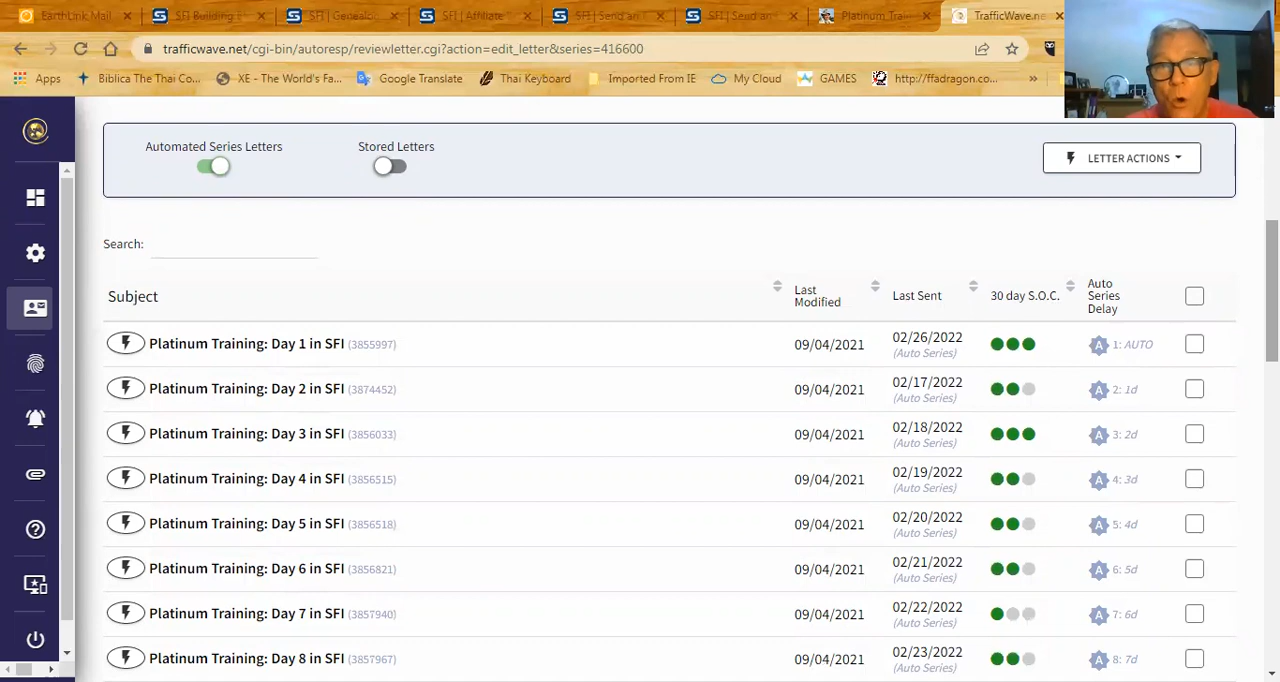 EarthLink Mail
SFI Building
SFI | Genealo
SFI | Affiliate
SFI | Send an
SFI | Send an
Platinum Trai
TrafficWave.ne
trafficwave.net/cgi-bin/autoresp/reviewletter.cgi?action=edit_letter&series=416600
Apps
Biblica The Thai Co...
XE - The World's Fa...
Google Translate
Thai Keyboard
Imported From IE
My Cloud
GAMES
http://ffadragon.co...
»
Automated Series Letters
Stored Letters
LETTER ACTIONS
Search:
Subject
Last Modified
Last Sent
30 day S.O.C.
Auto Series Delay
Platinum Training: Day 1 in SFI (3855997) 09/04/2021 02/26/2022 (Auto Series) A 1: AUTO
Platinum Training: Day 2 in SFI (3874452) 09/04/2021 02/17/2022 (Auto Series) A 2: 1d
Platinum Training: Day 3 in SFI (3856033) 09/04/2021 02/18/2022 (Auto Series) A 3: 2d
Platinum Training: Day 4 in SFI (3856515) 09/04/2021 02/19/2022 (Auto Series) A 4: 3d
Platinum Training: Day 5 in SFI (3856518) 09/04/2021 02/20/2022 (Auto Series) A 5: 4d
Platinum Training: Day 6 in SFI (3856821) 09/04/2021 02/21/2022 (Auto Series) A 6: 5d
Platinum Training: Day 7 in SFI (3857940) 09/04/2021 02/22/2022 (Auto Series) A 7: 6d
Platinum Training: Day 8 in SFI (3857967) 09/04/2021 02/23/2022 (Auto Series) A 8: 7d